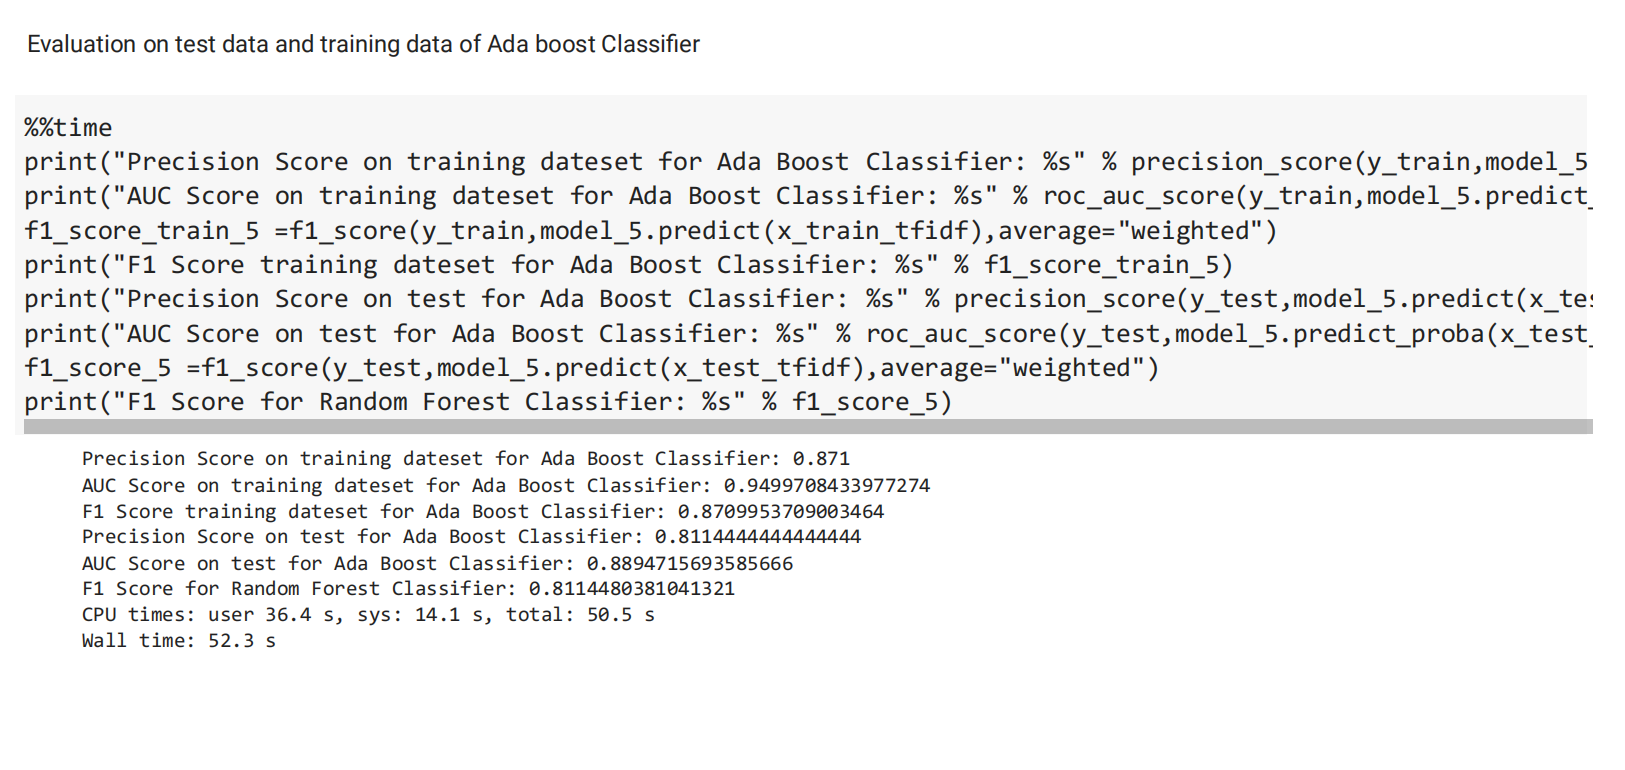 Evaluation on test data and training data of Ada boost Classifier
%%time
print("Precision Score on training dateset for Ada Boost Classifier: %s" % precision_score(y_train,model_5
print("AUC Score on training dateset for Ada Boost Classifier: %s" % roc_auc_score(y_train,model_5.predict_
f1_score_train_5 =f1_score(y_train,model_5.predict(x_train_tfidf),average="weighted")
print("F1 Score training dateset for Ada Boost Classifier: %s" % f1_score_train_5)
print("Precision Score on test for Ada Boost Classifier: %s" % precision_score(y_test,model_5.predict(x_tes
print("AUC Score on test for Ada Boost Classifier: %s" % roc_auc_score(y_test,model_5.predict_proba(x_test_
f1_score_5 =f1_score(y_test,model_5.predict(x_test_tfidf),average="weighted")
print("F1 Score for Random Forest Classifier: %s" % f1_score_5)
Precision Score on training dateset for Ada Boost Classifier: 0.871
AUC Score on training dateset for Ada Boost Classifier: 0.9499708433977274
F1 Score training dateset for Ada Boost Classifier: 0.8709953709003464
Precision Score on test for Ada Boost Classifier: 0.8114444444444444
AUC Score on test for Ada Boost Classifier: 0.8894715693585666
F1 Score for Random Forest Classifier: 0.8114480381041321
CPU times: user 36.4 s, sys: 14.1 s, total: 50.5 s
Wall time: 52.3 s